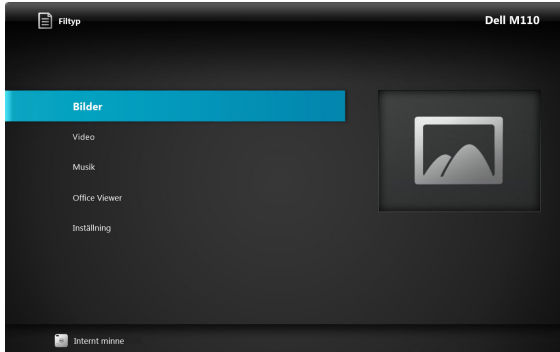 Filtyp
Dell M110
Bilder
Video
Musik
Office Viewer
Inställning
Internt minne